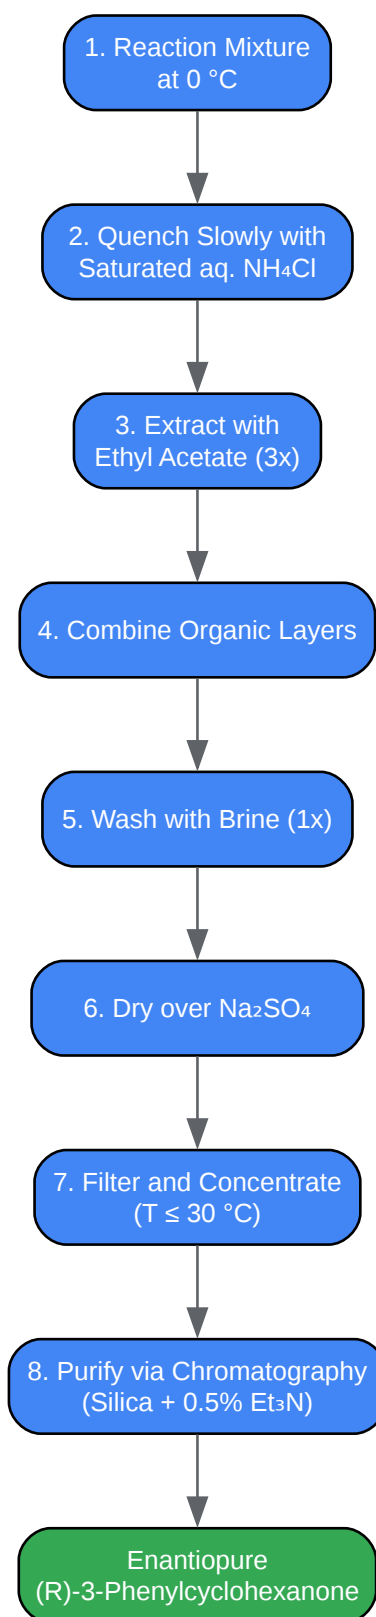 1. Reaction Mixture
at 0 °C
2. Quench Slowly with
Saturated aq. NH₄Cl
3. Extract with
Ethyl Acetate (3x)
4. Combine Organic Layers
5. Wash with Brine (1x)
6. Dry over Na₂SO₄
7. Filter and Concentrate
(T ≤ 30 °C)
8. Purify via Chromatography
(Silica + 0.5% Et₃N)
Enantiopure
(R)-3-Phenylcyclohexanone